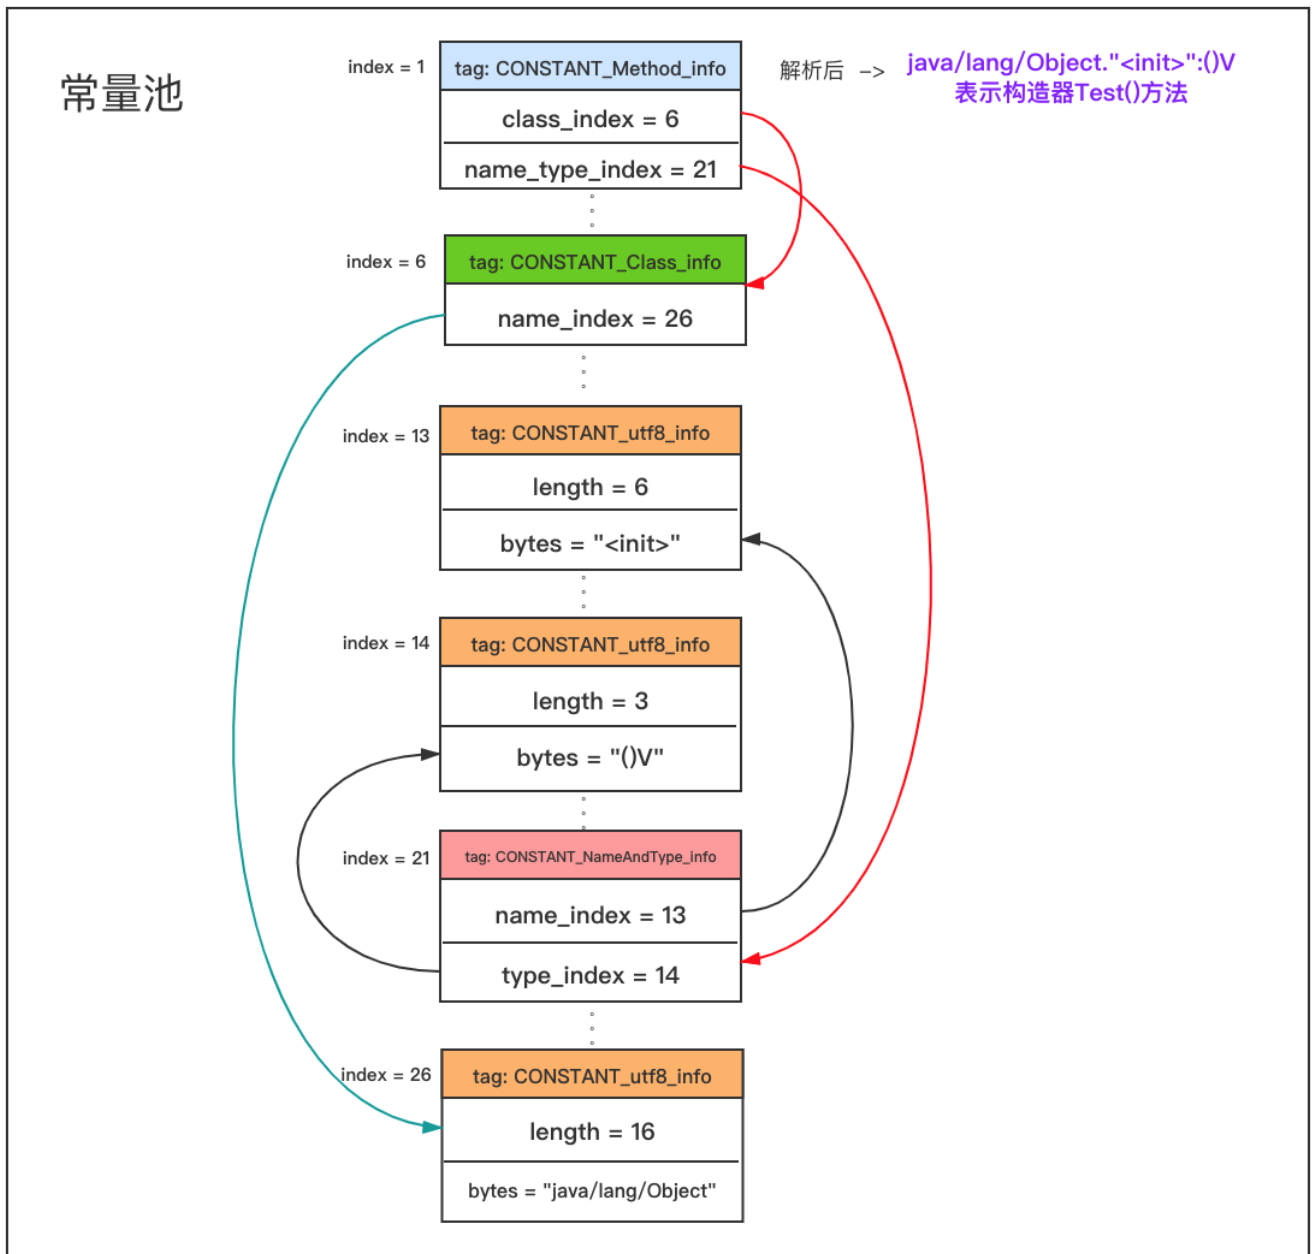 常量池
index = 1
tag: CONSTANT_Method_info
解析后 -> java/lang/Object."<init>":()V
表示构造器Test()方法
class_index = 6
name_type_index = 21
index = 6
tag: CONSTANT_Class_info
name_index = 26
index = 13
tag: CONSTANT_utf8_info
length = 6
bytes = "<init>"
index = 14
tag: CONSTANT_utf8_info
length = 3
bytes = "()V"
index = 21
tag: CONSTANT_NameAndType_info
name_index = 13
type_index = 14
index = 26
tag: CONSTANT_utf8_info
length = 16
bytes = "java/lang/Object"